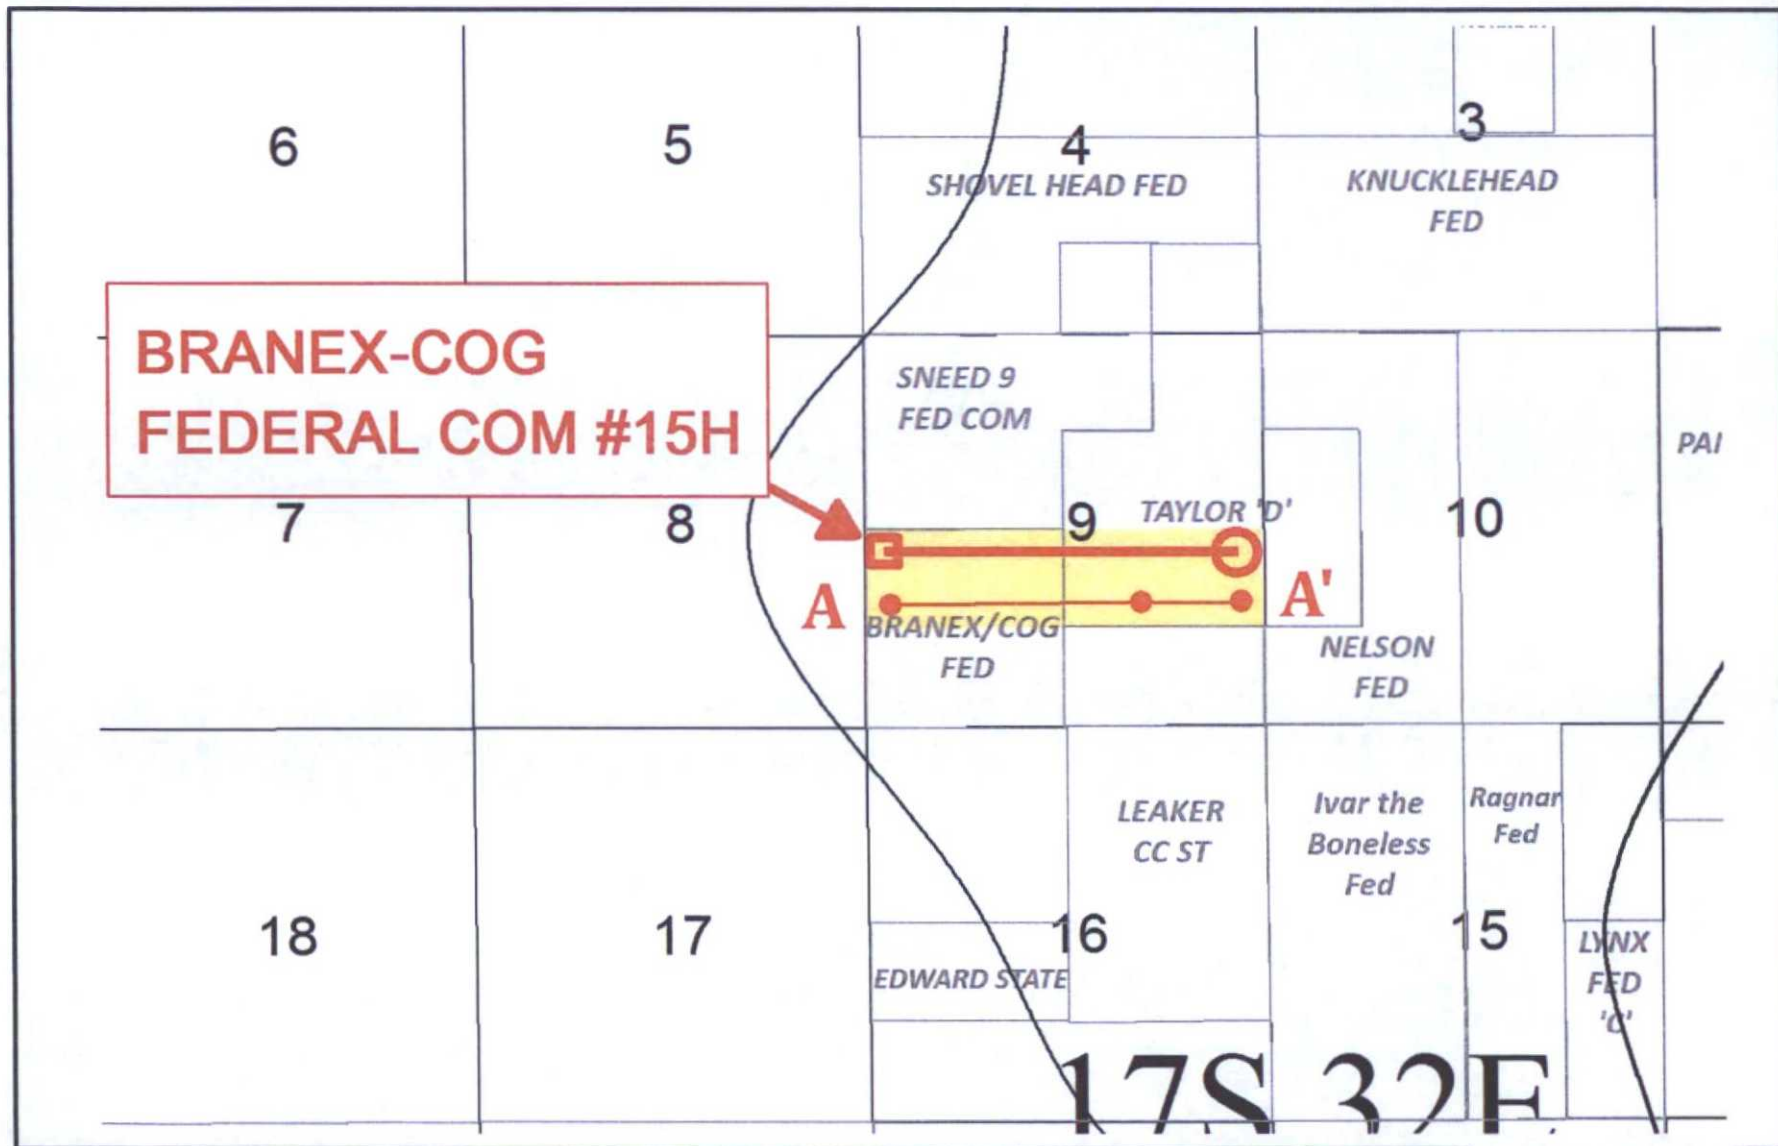 6
5
4
3
SHOVEL HEAD FED
KNUCKLEHEAD
FED
BRANEX-COG
FEDERAL COM #15H
SNEED 9
FED COM
PAI
7
8
9
TAYLOR 'D'
10
A
A'
BRANEX/COG
FED
NELSON
FED
LEAKER
CC ST
Ivar the
Boneless
Fed
Ragnar
Fed
18
17
16
15
EDWARD STATE
LYNX
FED
'C'
17S 32E